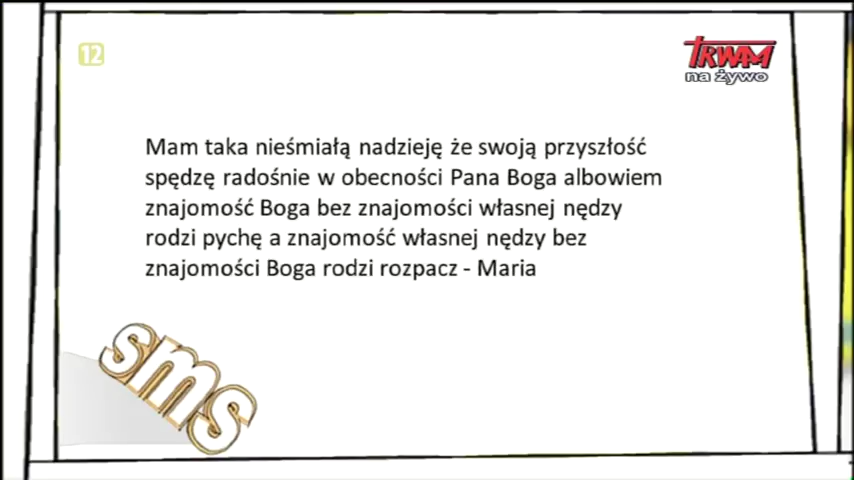 12
TRWAM
na żywo
Mam taka nieśmiałą nadzieję że swoją przyszłość
spędzę radośnie w obecności Pana Boga albowiem
znajomość Boga bez znajomości własnej nędzy
rodzi pychę a znajomość własnej nędzy bez
znajomości Boga rodzi rozpacz - Maria
sms